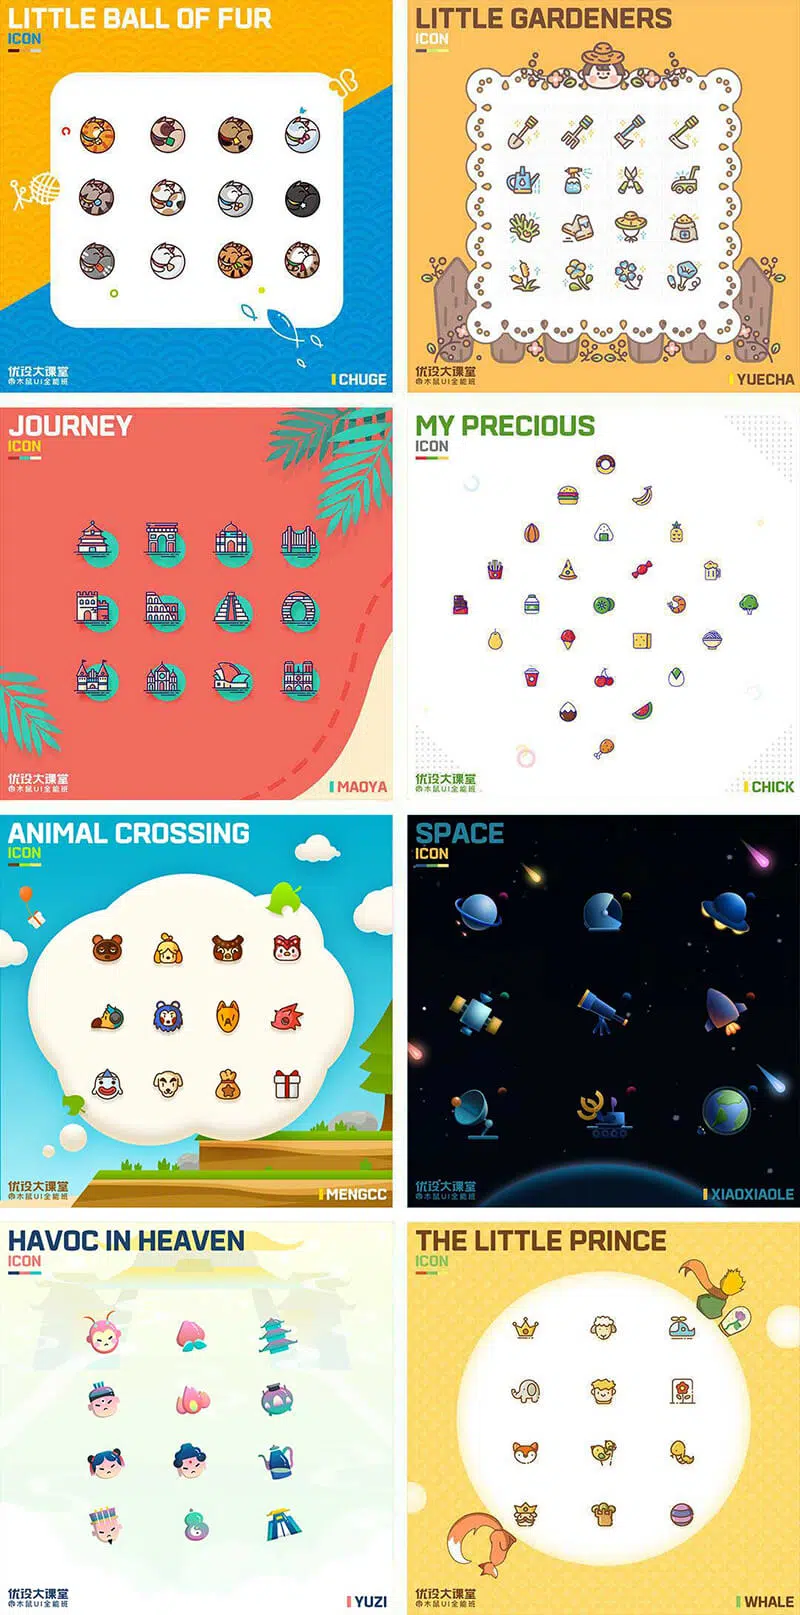 LITTLE BALL OF FUR
ICON
优设大课堂
木鼠UI全能班
CHUGE
LITTLE GARDENERS
ICON
优设大课堂
木鼠UI全能班
YUECHA
JOURNEY
ICON
优设大课堂
木鼠UI全能班
MAOYA
MY PRECIOUS
ICON
优设大课堂
木鼠UI全能班
CHICK
ANIMAL CROSSING
ICON
优设大课堂
木鼠UI全能班
MENGCC
SPACE
ICON
优设大课堂
木鼠UI全能班
XIAOXIAOLE
HAVOC IN HEAVEN
ICON
优设大课堂
木鼠UI全能班
YUZI
THE LITTLE PRINCE
ICON
优设大课堂
木鼠UI全能班
WHALE